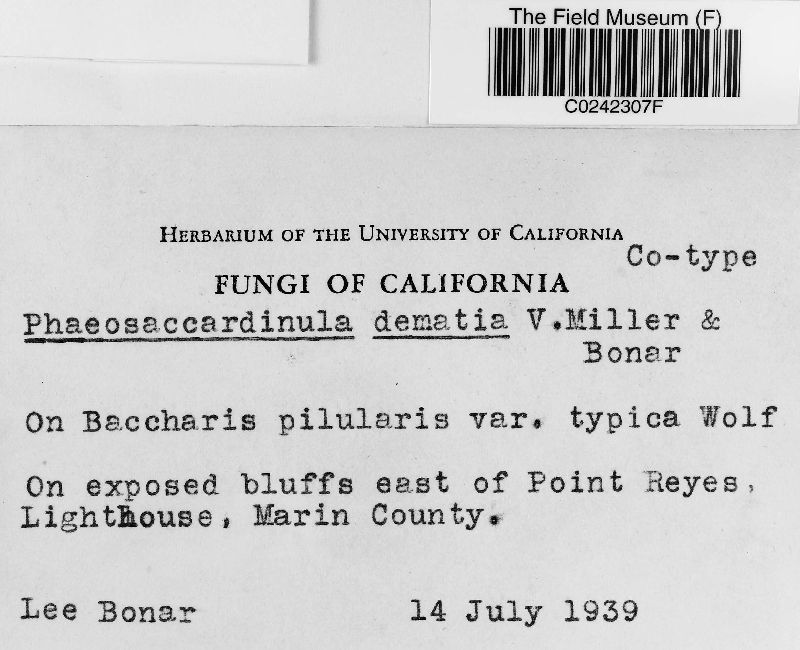 The Field Museum (F)
C0242307F
HERBARIUM OF THE UNIVERSITY OF CALIFORNIA
Co-type
FUNGI OF CALIFORNIA
Phaeosaccardinula dematia V.Miller &
Bonar
On Baccharis pilularis var. typica Wolf
On exposed bluffs east of Point Reyes,
Lighthouse, Marin County.
Lee Bonar 14 July 1939